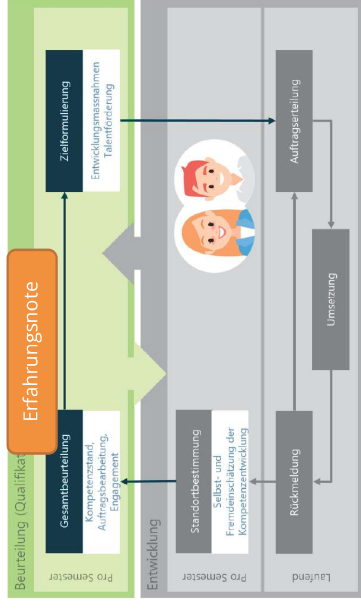 Beurteilung (Qualifikat
Erfahrungsnote
Pro Semester
Gesamtbeurteilung
Kompetenzstand,
Auftragsbearbeitung,
Engagement
Zielformulierung
Entwicklungsmassnahmen
Talentförderung
Entwicklung
Pro Semester
Standortbestimmung
Selbst- und
Fremdeinschätzung der
Kompetenzentwicklung
Laufend
Rückmeldung
Umsetzung
Auftragserteilung